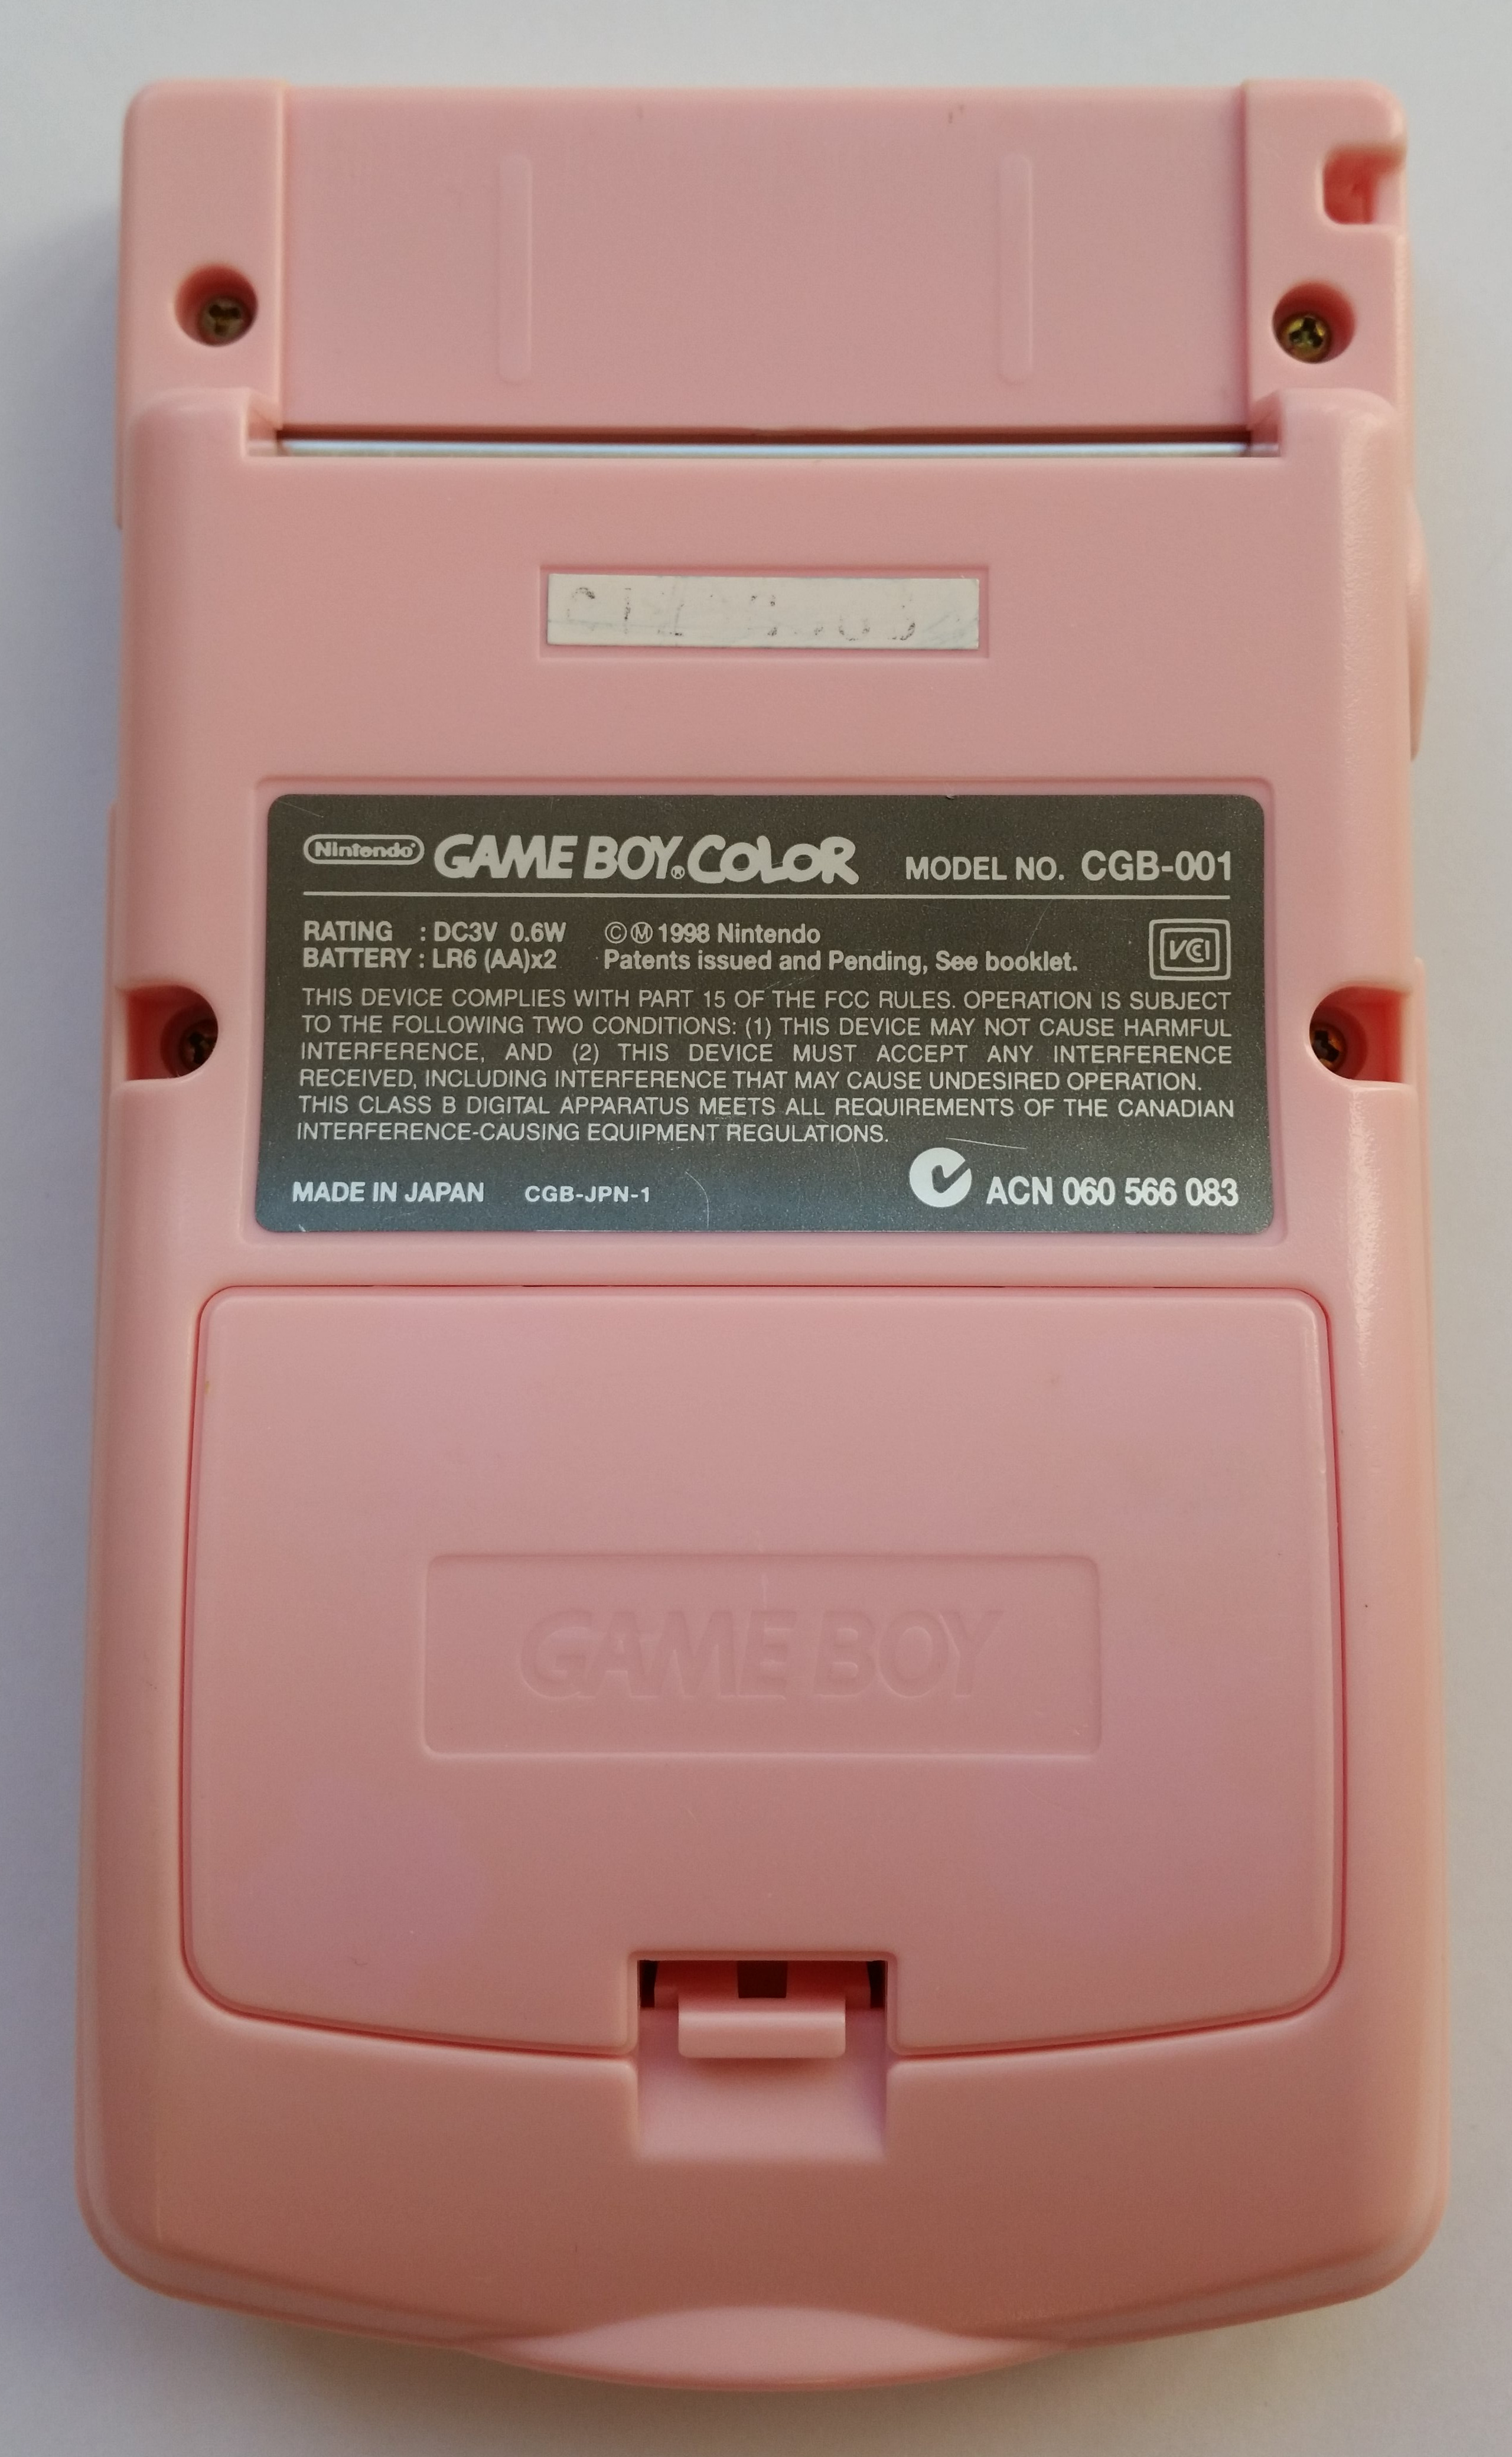 Nintendo® GAME BOY® COLOR MODEL NO. CGB-001
RATING : DC3V 0.6W ©Ⓜ 1998 Nintendo
BATTERY : LR6 (AA)x2 Patents issued and Pending, See booklet.
VCI
THIS DEVICE COMPLIES WITH PART 15 OF THE FCC RULES. OPERATION IS SUBJECT
TO THE FOLLOWING TWO CONDITIONS: (1) THIS DEVICE MAY NOT CAUSE HARMFUL
INTERFERENCE, AND (2) THIS DEVICE MUST ACCEPT ANY INTERFERENCE
RECEIVED, INCLUDING INTERFERENCE THAT MAY CAUSE UNDESIRED OPERATION.
THIS CLASS B DIGITAL APPARATUS MEETS ALL REQUIREMENTS OF THE CANADIAN
INTERFERENCE-CAUSING EQUIPMENT REGULATIONS.
MADE IN JAPAN CGB-JPN-1 ACN 060 566 083
GAME BOY